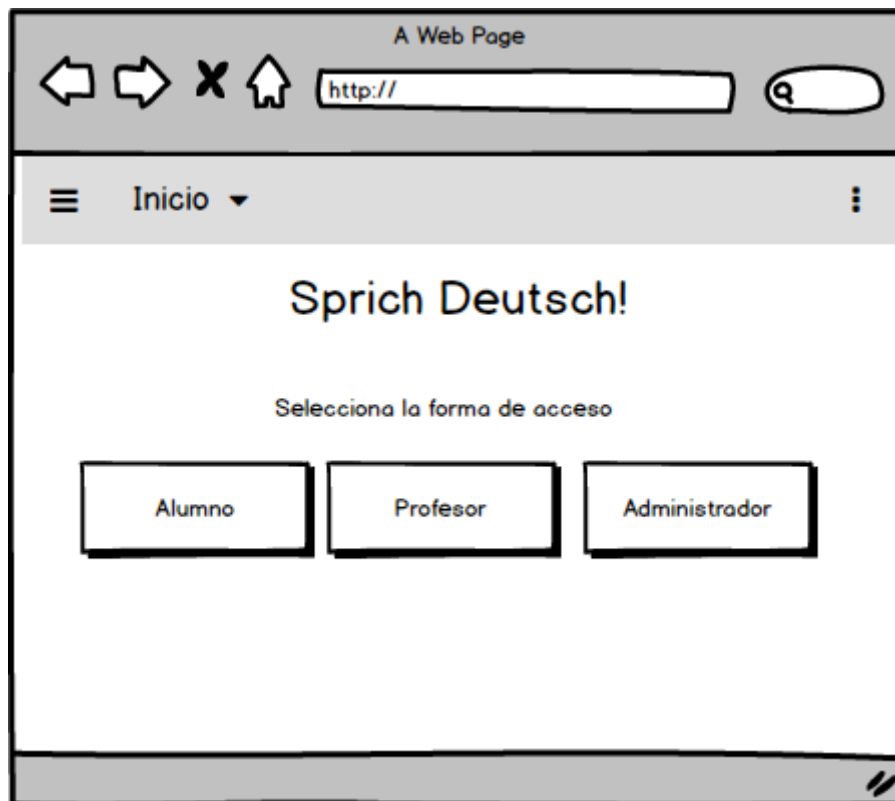 A Web Page
http://
Inicio
Sprich Deutsch!
Selecciona la forma de acceso
Alumno Profesor Administrador